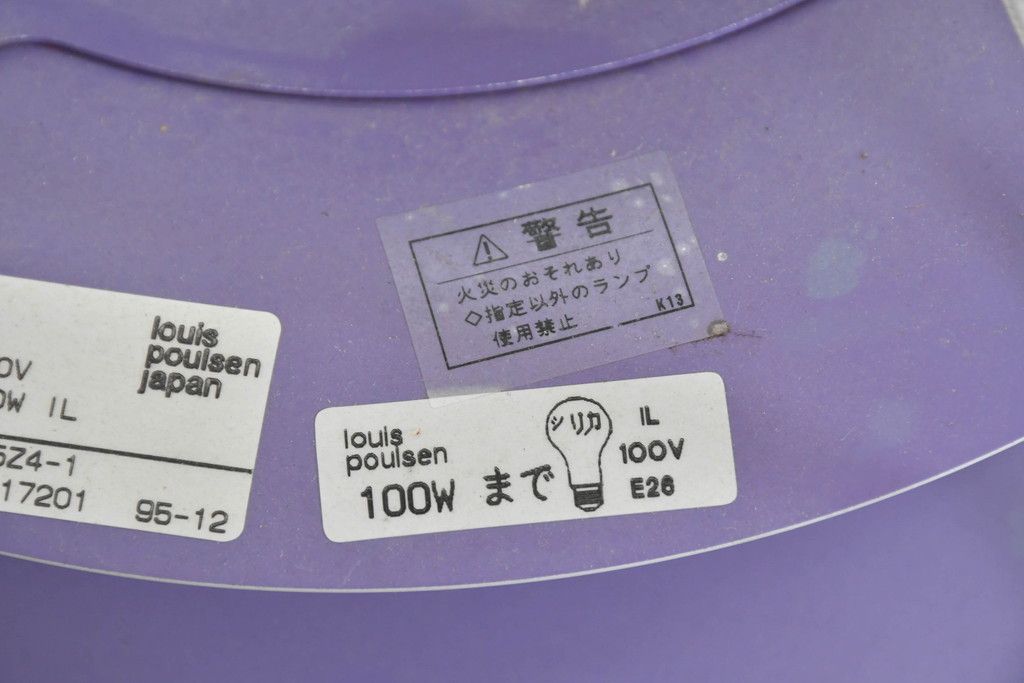 ⚠ 警告
火災のおそれあり
◇指定以外のランプ
使用禁止
K13
louis
poulsen
japan
0V
0W IL
5Z4-1
17201 95-12
louis
poulsen
100W まで
シリカ
IL
100V
E26